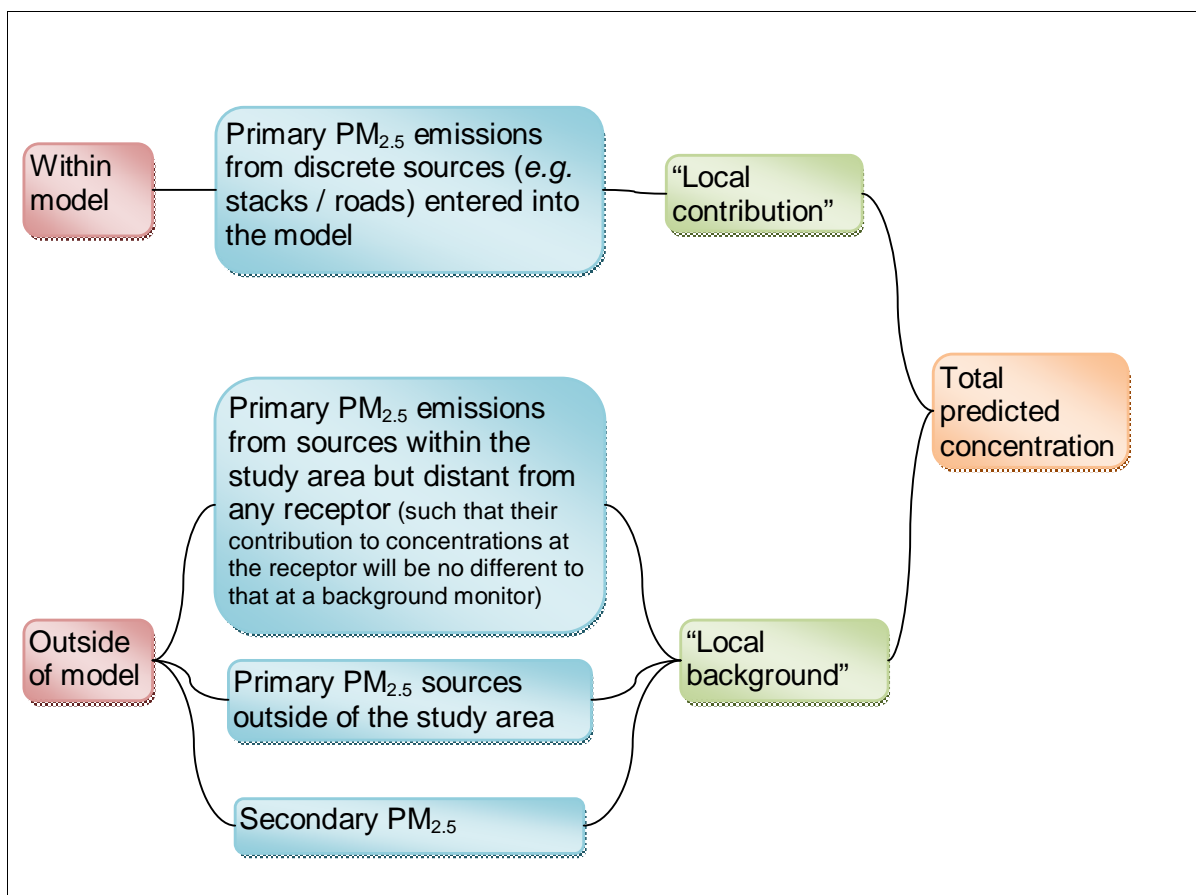 Within
model
Primary PM2.5 emissions
from discrete sources (e.g.
stacks / roads) entered into
the model
“Local
contribution”
Total
predicted
concentration
Primary PM2.5 emissions
from sources within the
study area but distant from
any receptor (such that their
contribution to concentrations at
the receptor will be no different to
that at a background monitor)
Outside
of model
Primary PM2.5 sources
outside of the study area
“Local
background”
Secondary PM2.5